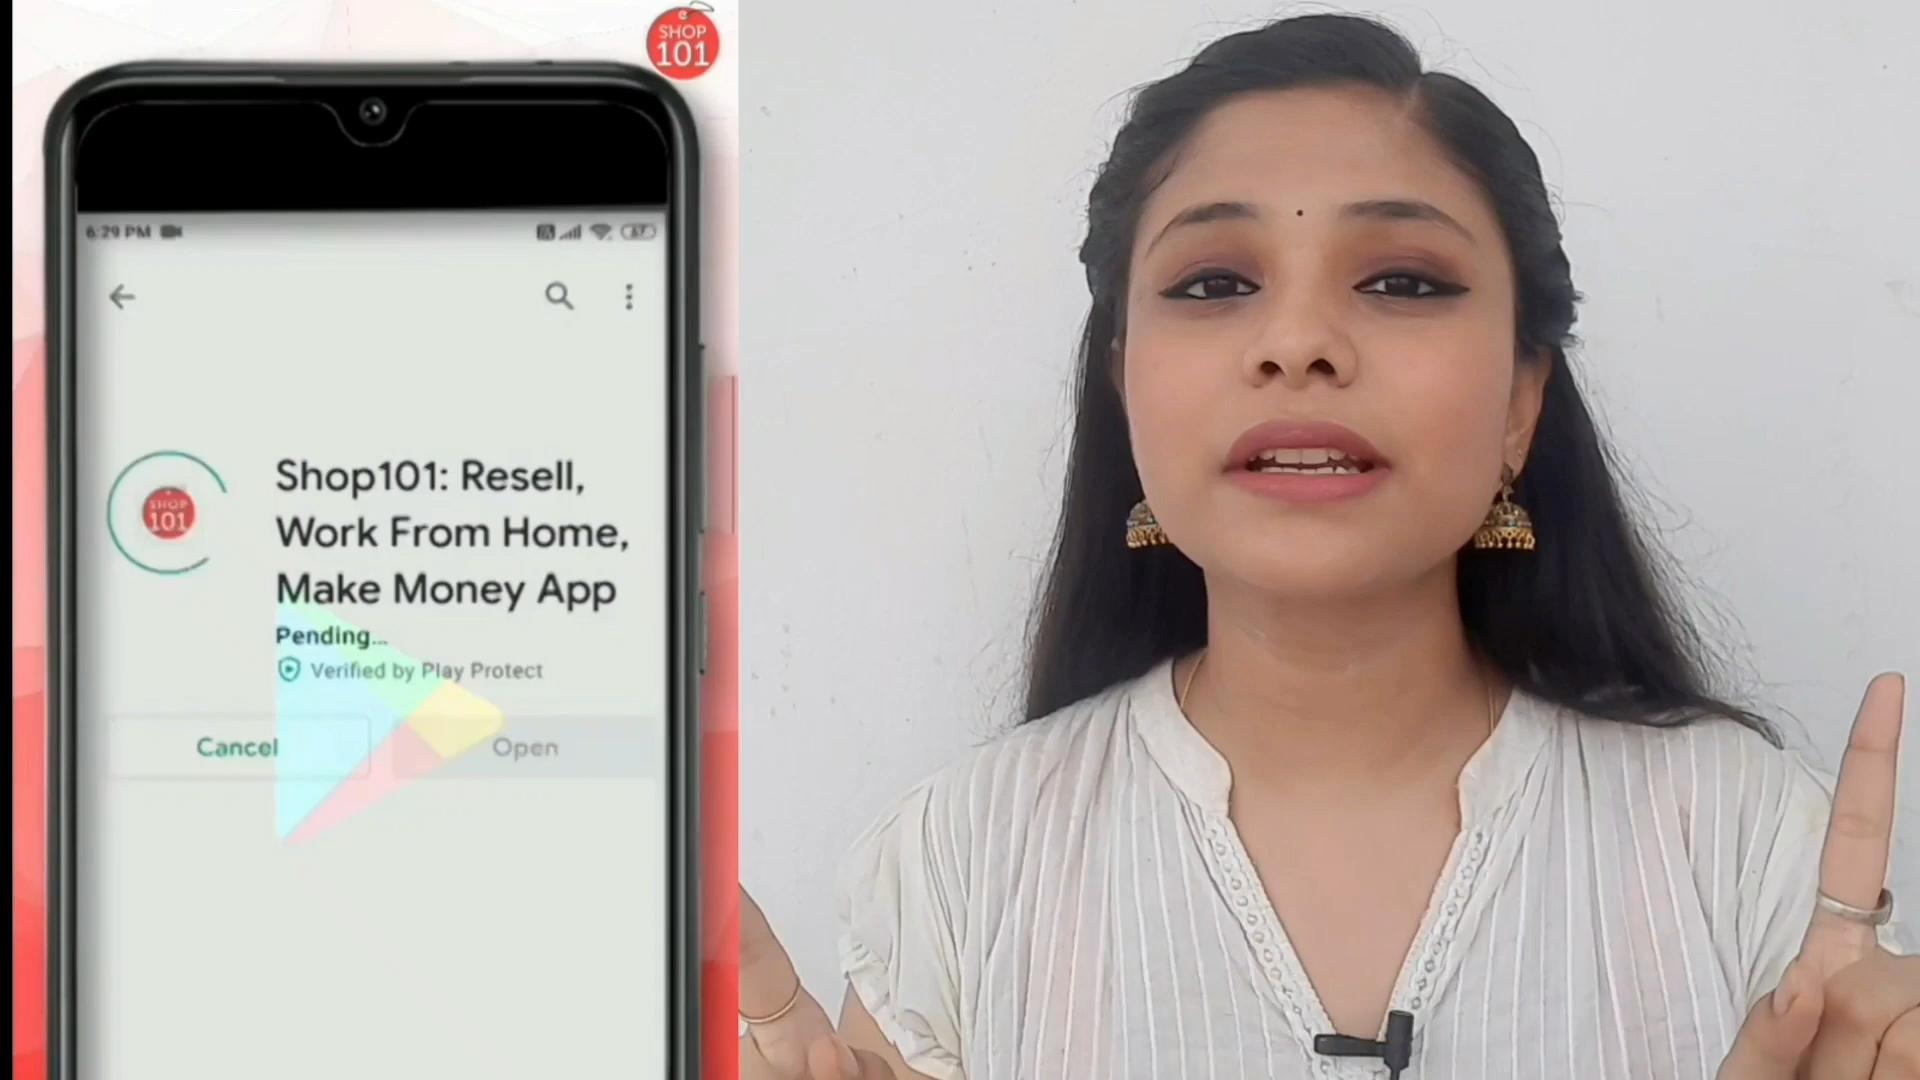 SHOP
101
6:29 PM
67
SHOP
101
Shop101: Resell,
Work From Home,
Make Money App
Pending...
Verified by Play Protect
Cancel
Open